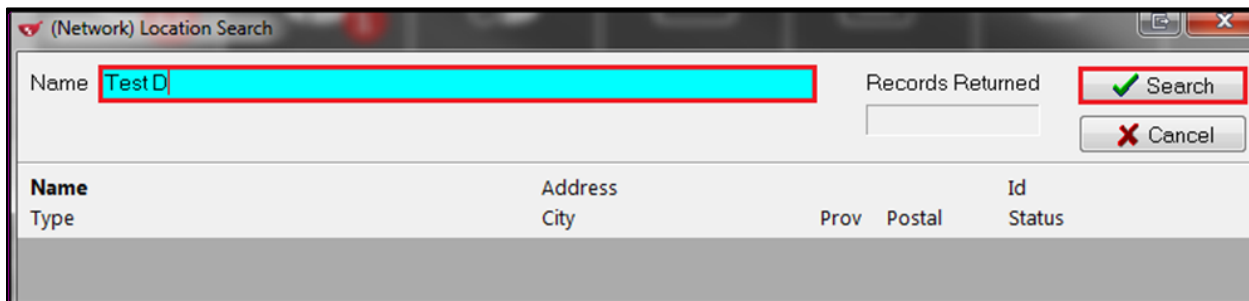 (Network) Location Search
Name Test D Records Returned Search
Cancel
Name Address Id
Type City Prov Postal Status